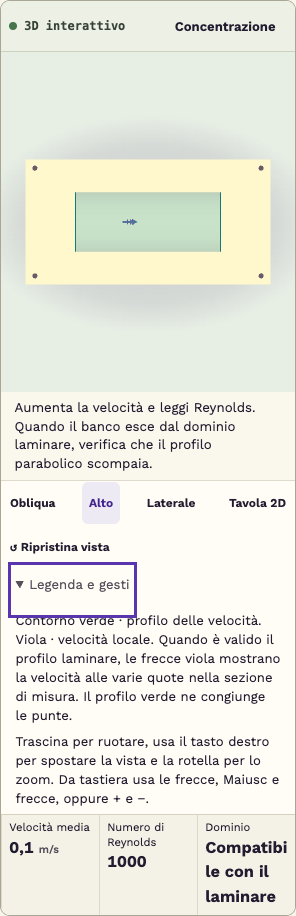 3D interattivo
Concentrazione
Aumenta la velocità e leggi Reynolds.
Quando il banco esce dal dominio
laminare, verifica che il profilo
parabolico scompaia.
Obliqua Alto Laterale Tavola 2D
↺ Ripristina vista
▼ Legenda e gesti
Contorno verde · profilo delle velocità.
Viola · velocità locale. Quando è valido il
profilo laminare, le frecce viola mostrano
la velocità alle varie quote nella sezione
di misura. Il profilo verde ne congiunge
le punte.
Trascina per ruotare, usa il tasto destro
per spostare la vista e la rotella per lo
zoom. Da tastiera usa le frecce, Maiusc e
frecce, oppure + e −.
Velocità media
0,1 m/s
Numero di
Reynolds
1000
Dominio
Compatibi
le con il
laminare